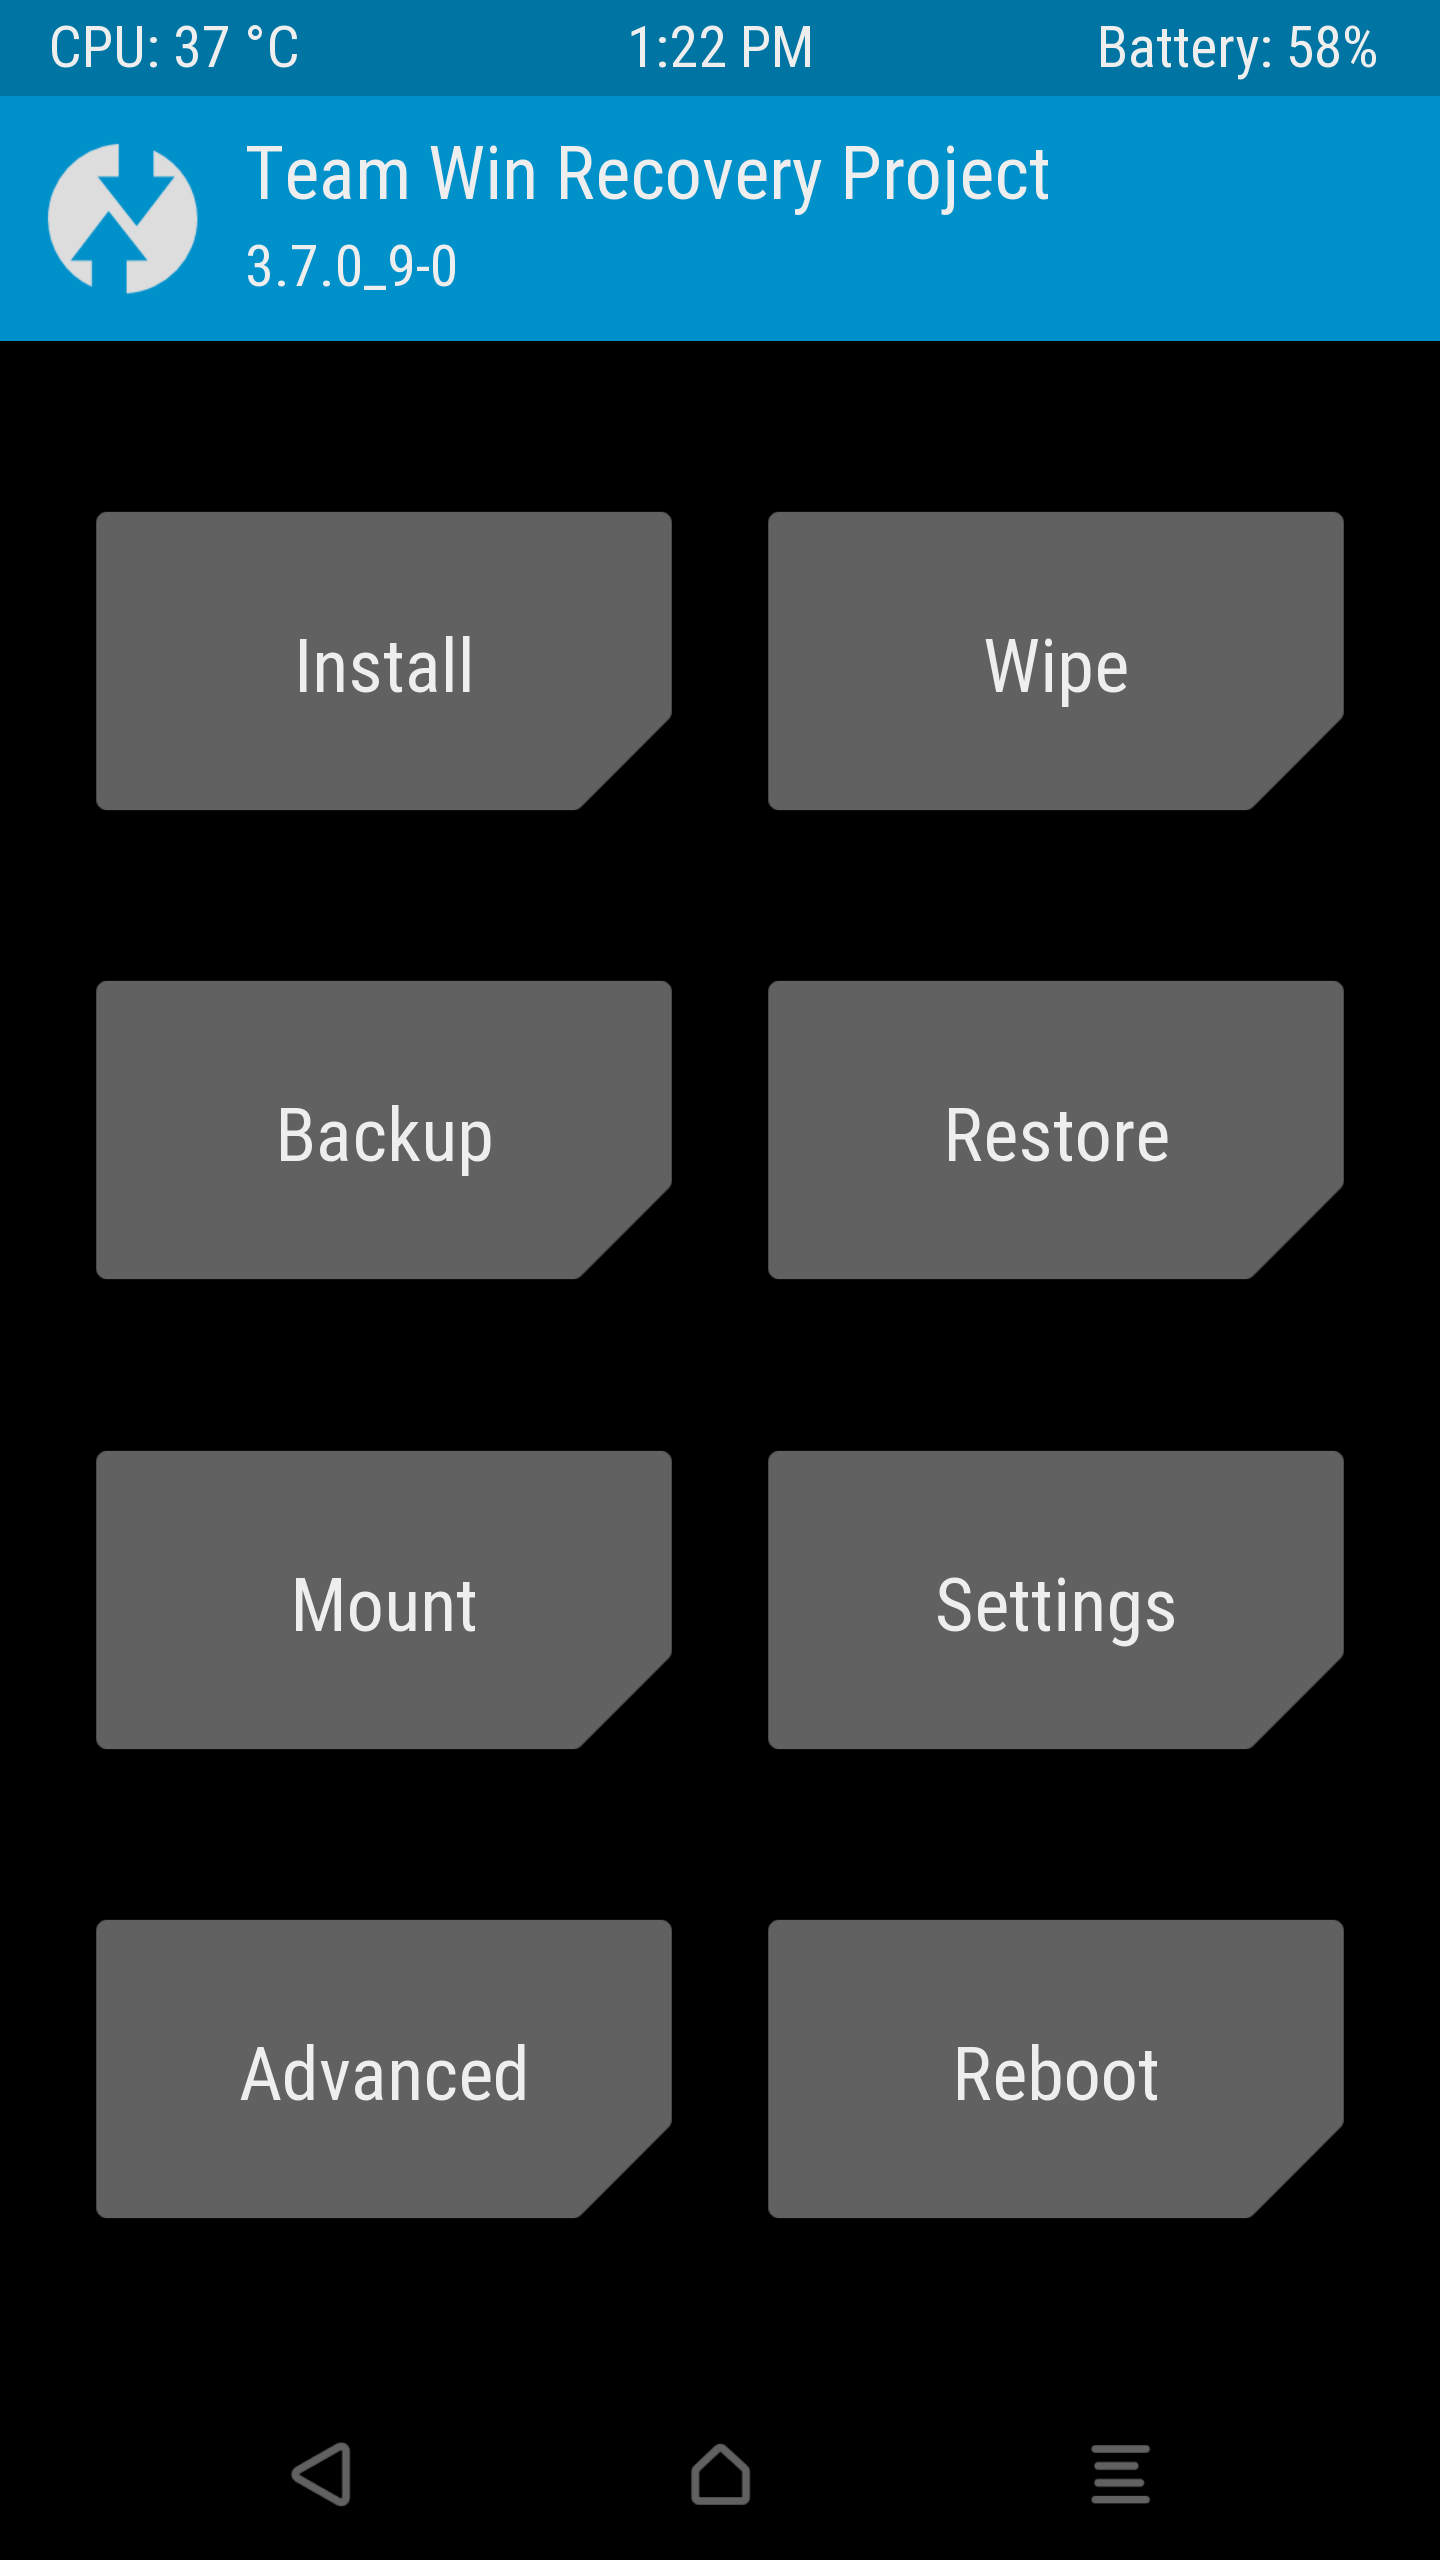 CPU: 37 °C 1:22 PM Battery: 58%
Team Win Recovery Project
3.7.0_9-0
Install Wipe
Backup Restore
Mount Settings
Advanced Reboot